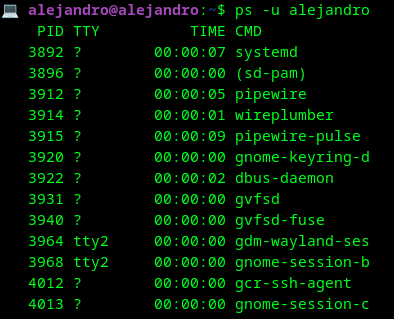 💻 alejandro@alejandro:~$ ps -u alejandro
    PID TTY          TIME CMD
   3892 ?        00:00:07 systemd
   3896 ?        00:00:00 (sd-pam)
   3912 ?        00:00:05 pipewire
   3914 ?        00:00:01 wireplumber
   3915 ?        00:00:09 pipewire-pulse
   3920 ?        00:00:00 gnome-keyring-d
   3922 ?        00:00:02 dbus-daemon
   3931 ?        00:00:00 gvfsd
   3940 ?        00:00:00 gvfsd-fuse
   3964 tty2     00:00:00 gdm-wayland-ses
   3968 tty2     00:00:00 gnome-session-b
   4012 ?        00:00:00 gcr-ssh-agent
   4013 ?        00:00:00 gnome-session-c